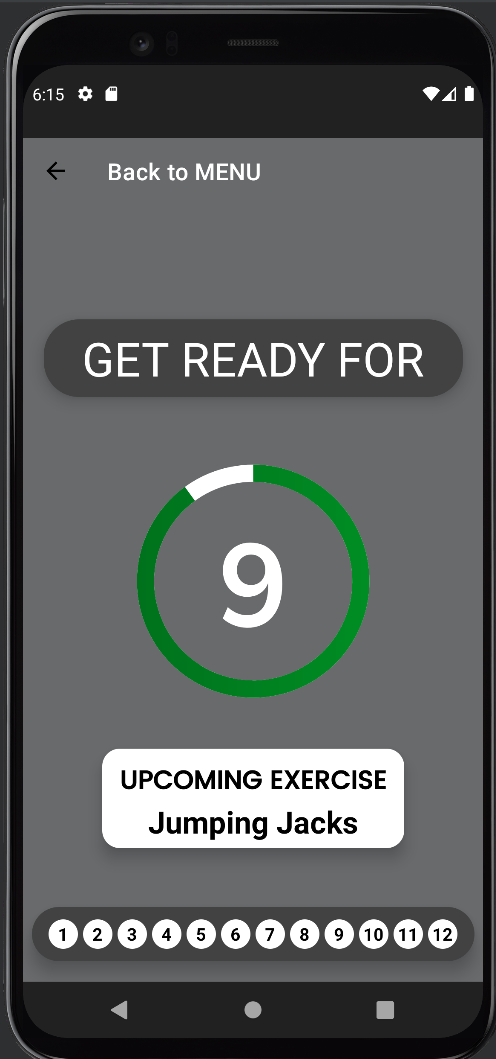 6:15
Back to MENU
GET READY FOR
9
UPCOMING EXERCISE
Jumping Jacks
1 2 3 4 5 6 7 8 9 10 11 12